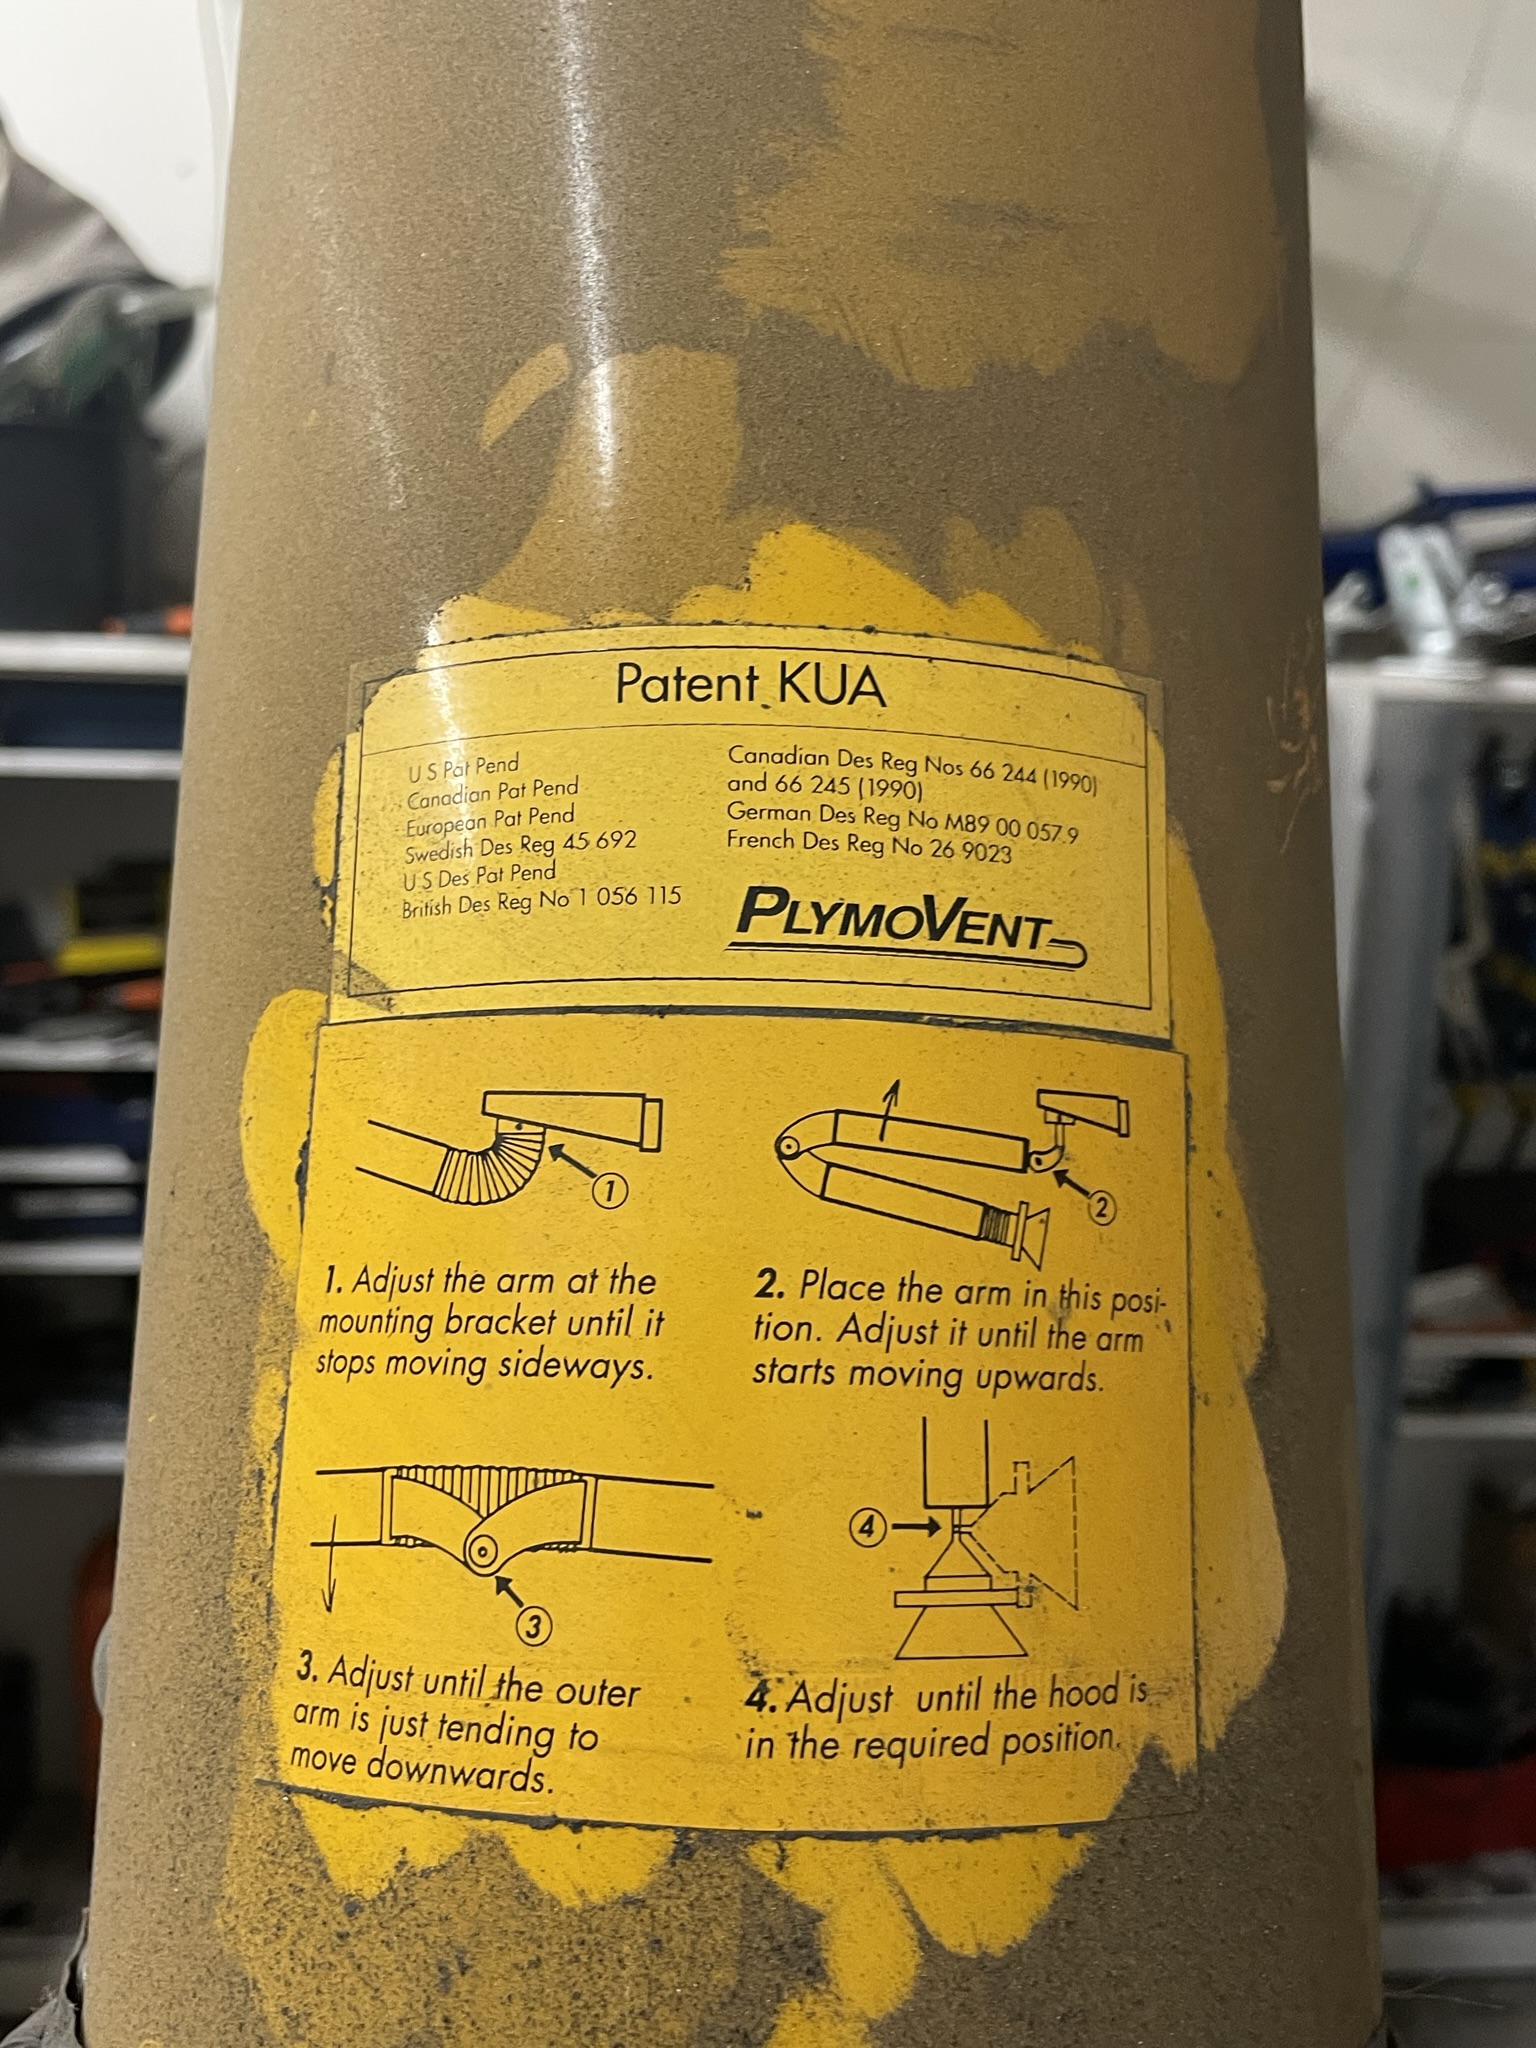 Patent KUA
U S Pat Pend
Canadian Pat Pend
European Pat Pend
Swedish Des Reg 45 692
U S Des Pat Pend
British Des Reg No 1 056 115
Canadian Des Reg Nos 66 244 (1990)
and 66 245 (1990)
German Des Reg No M89 00 057.9
French Des Reg No 26 9023
PLYMOVENT
1
2
1. Adjust the arm at the
mounting bracket until it
stops moving sideways.
2. Place the arm in this posi-
tion. Adjust it until the arm
starts moving upwards.
3
4
3. Adjust until the outer
arm is just tending to
move downwards.
4. Adjust until the hood is
in the required position.